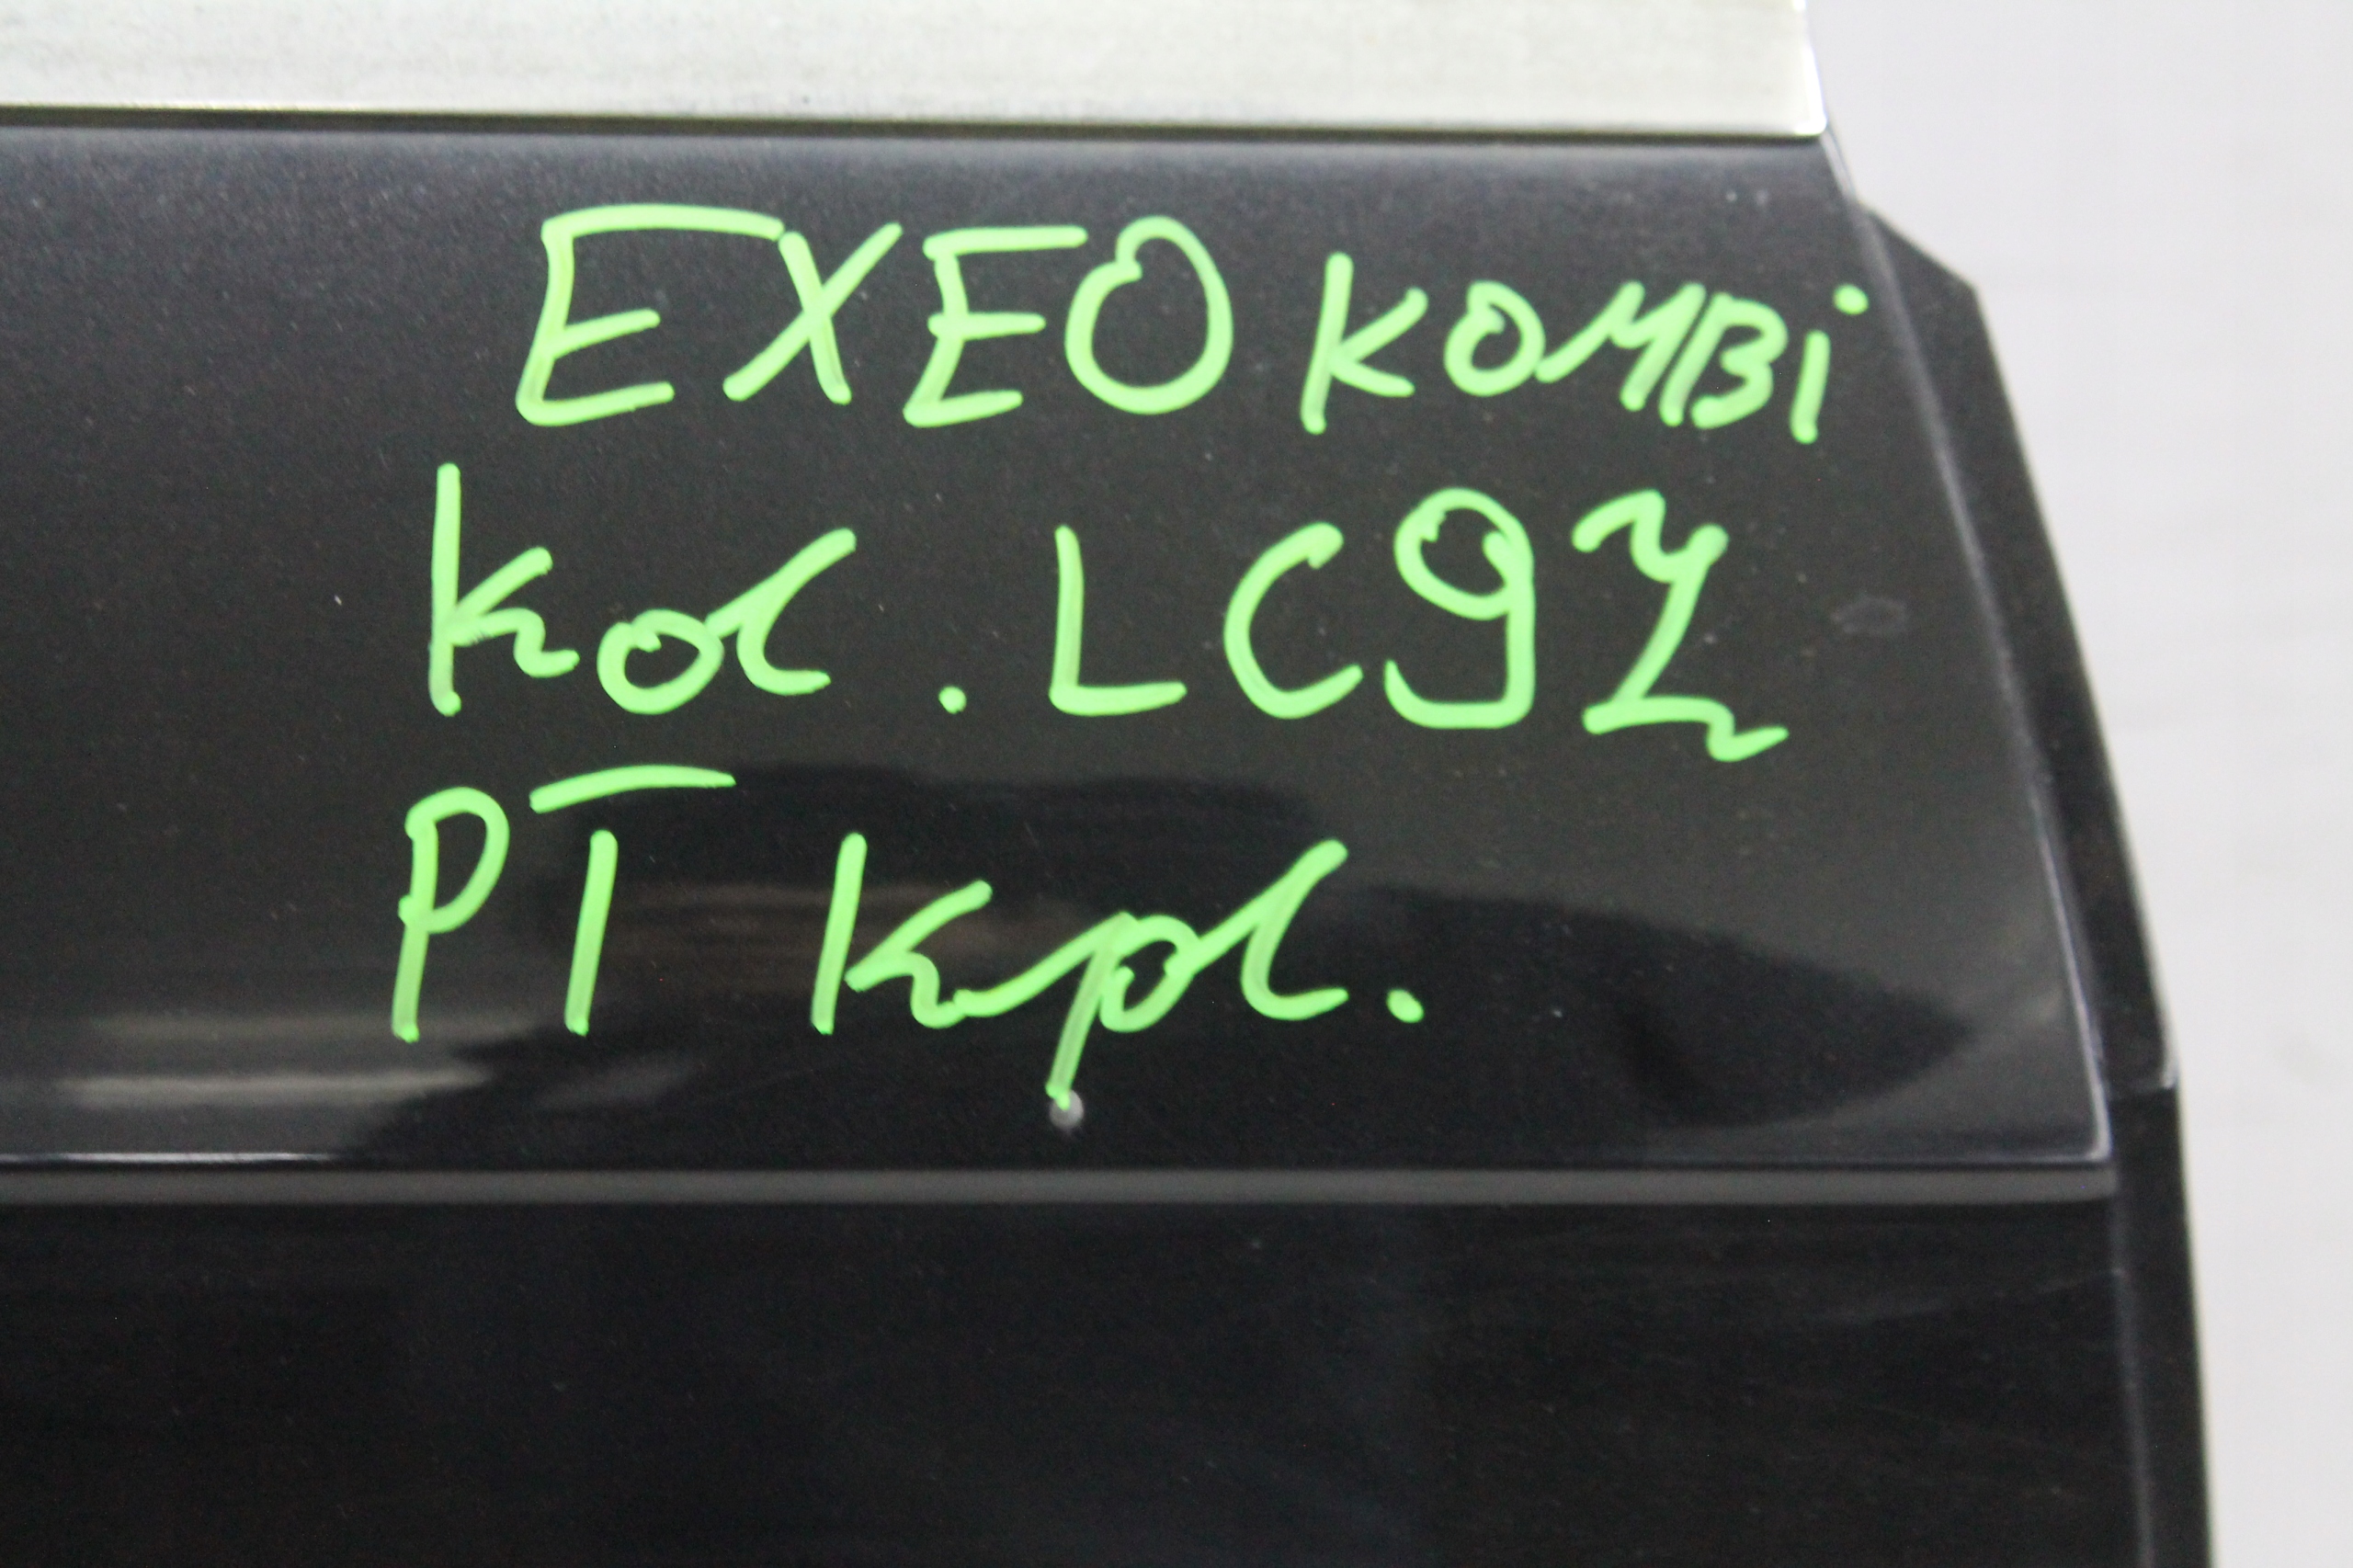 EXEO KOMBi
kol. LC9Z
PT kpl.